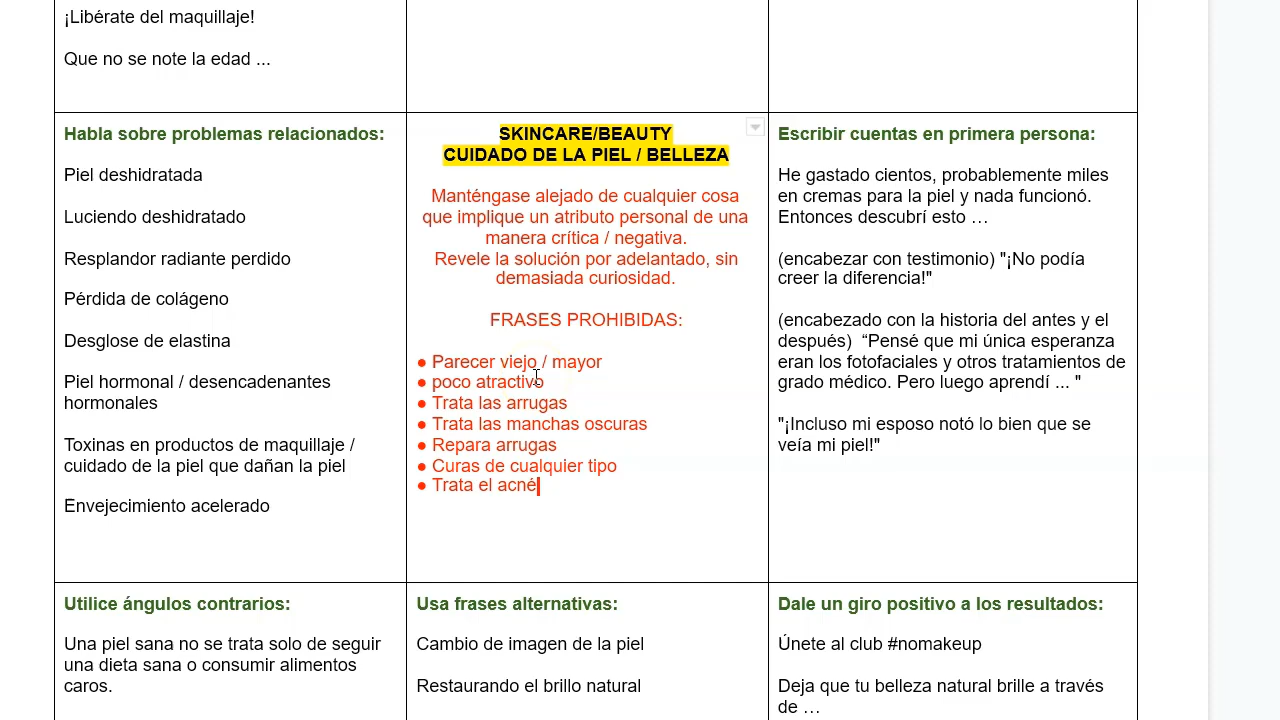 ¡Libérate del maquillaje!
Que no se note la edad ...
Habla sobre problemas relacionados:
Piel deshidratada
Luciendo deshidratado
Resplandor radiante perdido
Pérdida de colágeno
Desglose de elastina
Piel hormonal / desencadenantes
hormonales
Toxinas en productos de maquillaje /
cuidado de la piel que dañan la piel
Envejecimiento acelerado
SKINCARE/BEAUTY
CUIDADO DE LA PIEL / BELLEZA
Manténgase alejado de cualquier cosa
que implique un atributo personal de una
manera crítica / negativa.
Revele la solución por adelantado, sin
demasiada curiosidad.
FRASES PROHIBIDAS:
● Parecer viejo / mayor
● poco atractivo
● Trata las arrugas
● Trata las manchas oscuras
● Repara arrugas
● Curas de cualquier tipo
● Trata el acné
Escribir cuentas en primera persona:
He gastado cientos, probablemente miles
en cremas para la piel y nada funcionó.
Entonces descubrí esto …
(encabezar con testimonio) "¡No podía
creer la diferencia!"
(encabezado con la historia del antes y el
después)  “Pensé que mi única esperanza
eran los fotofaciales y otros tratamientos de
grado médico. Pero luego aprendí ... "
"¡Incluso mi esposo notó lo bien que se
veía mi piel!"
Utilice ángulos contrarios:
Una piel sana no se trata solo de seguir
una dieta sana o consumir alimentos
caros.
Usa frases alternativas:
Cambio de imagen de la piel
Restaurando el brillo natural
Dale un giro positivo a los resultados:
Únete al club #nomakeup
Deja que tu belleza natural brille a través
de …